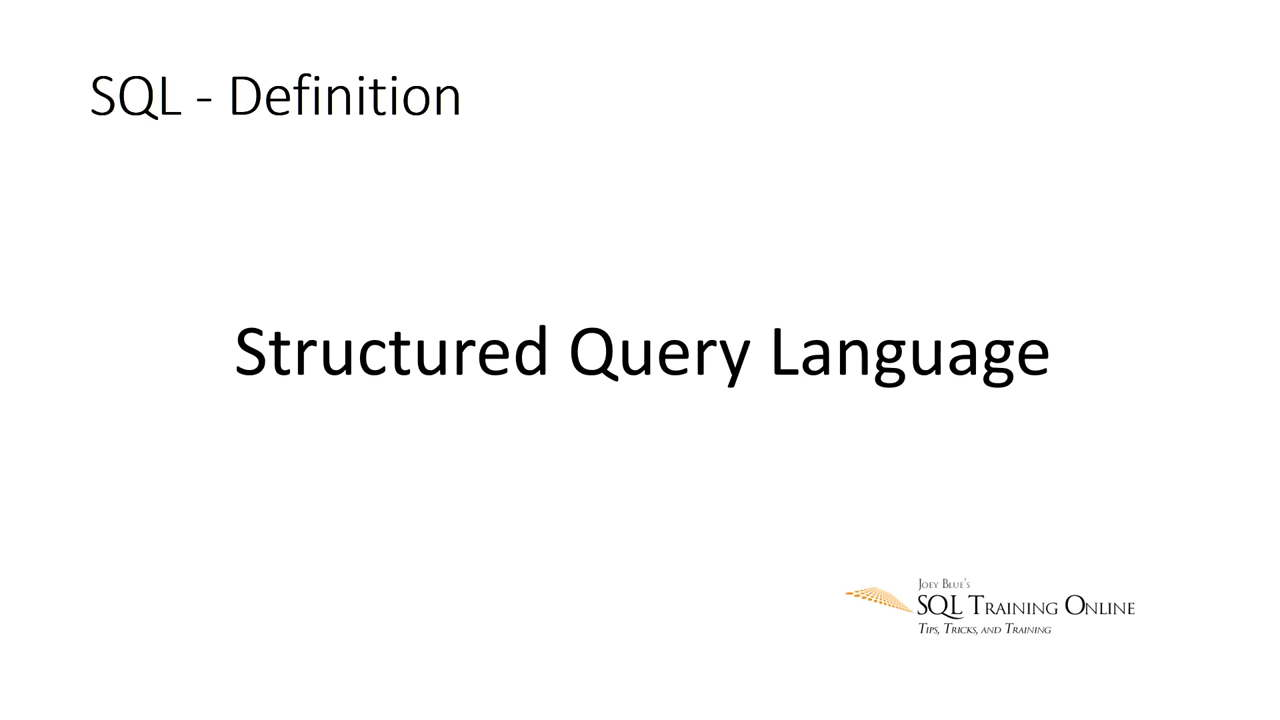 SQL - Definition
Structured Query Language
Joey Blue's
SQL Training Online
Tips, Tricks, and Training